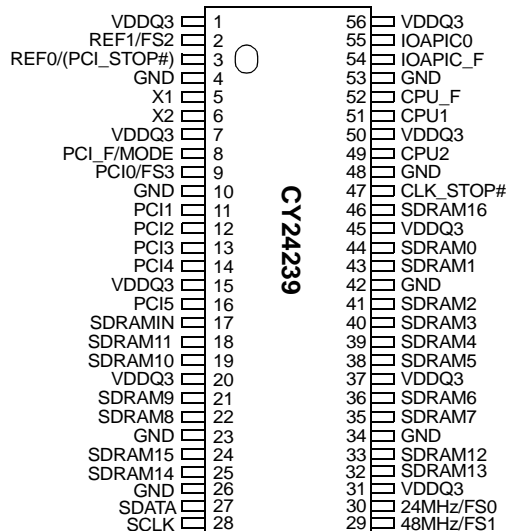 VDDQ3 1 56 VDDQ3
REF1/FS2 2 55 IOAPIC0
REF0/(PCI_STOP#) 3 54 IOAPIC_F
GND 4 53 GND
X1 5 52 CPU_F
X2 6 51 CPU1
VDDQ3 7 50 VDDQ3
PCI_F/MODE 8 49 CPU2
PCI0/FS3 9 48 GND
GND 10 47 CLK_STOP#
PCI1 11 46 SDRAM16
PCI2 12 45 VDDQ3
PCI3 13 44 SDRAM0
PCI4 14 43 SDRAM1
VDDQ3 15 42 GND
PCI5 16 41 SDRAM2
SDRAMIN 17 40 SDRAM3
SDRAM11 18 39 SDRAM4
SDRAM10 19 38 SDRAM5
VDDQ3 20 37 VDDQ3
SDRAM9 21 36 SDRAM6
SDRAM8 22 35 SDRAM7
GND 23 34 GND
SDRAM15 24 33 SDRAM12
SDRAM14 25 32 SDRAM13
GND 26 31 VDDQ3
SDATA 27 30 24MHz/FS0
SCLK 28 29 48MHz/FS1
CY24239